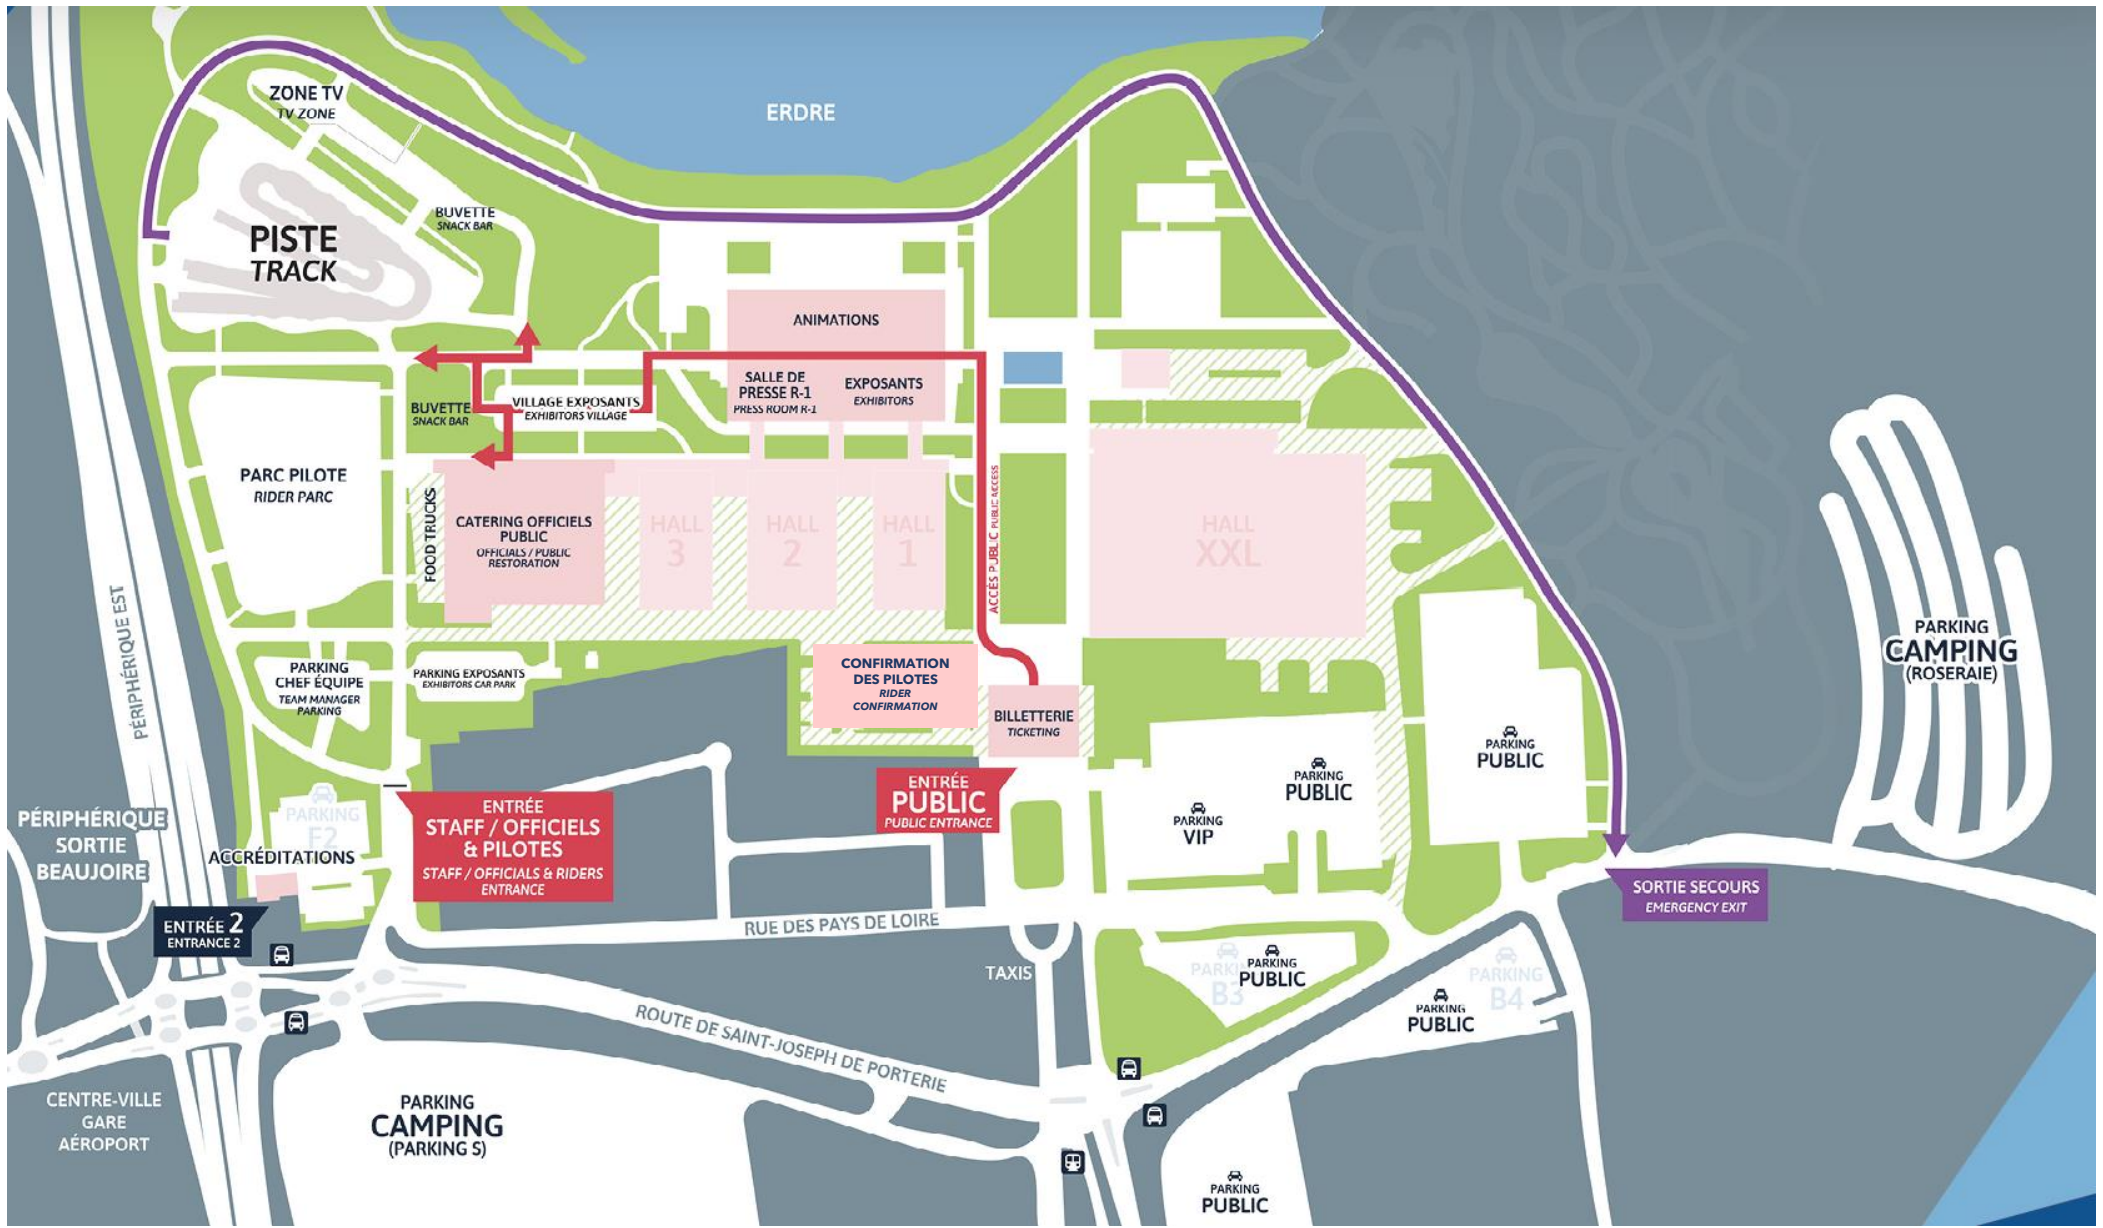 ZONE TV
TV ZONE
ERDRE
BUVETTE
SNACK BAR
PISTE
TRACK
ANIMATIONS
SALLE DE
PRESSE R-1
PRESS ROOM R-1
EXPOSANTS
EXHIBITORS
BUVETTE
SNACK BAR
VILLAGE EXPOSANTS
EXHIBITORS VILLAGE
PARC PILOTE
RIDER PARC
FOOD TRUCKS
CATERING OFFICIELS
PUBLIC
OFFICIALS / PUBLIC
RESTORATION
HALL
3
HALL
2
HALL
1
ACCÈS PUBLIC PUBLIC ACCESS
HALL
XXL
PÉRIPHÉRIQUE EST
PARKING
CHEF ÉQUIPE
TEAM MANAGER
PARKING
PARKING EXPOSANTS
EXHIBITORS CAR PARK
CONFIRMATION
DES PILOTES
RIDER
CONFIRMATION
BILLETTERIE
TICKETING
PARKING
CAMPING
(ROSERAIE)
PARKING
PUBLIC
PARKING
PUBLIC
PARKING
VIP
ENTRÉE
PUBLIC
PUBLIC ENTRANCE
ENTRÉE
STAFF / OFFICIELS
& PILOTES
STAFF / OFFICIALS & RIDERS
ENTRANCE
PARKING
F2
ACCRÉDITATIONS
PÉRIPHÉRIQUE
SORTIE
BEAUJOIRE
ENTRÉE 2
ENTRANCE 2
RUE DES PAYS DE LOIRE
SORTIE SECOURS
EMERGENCY EXIT
TAXIS
B3
PARKING
PUBLIC
PARKING
B4
PARKING
PUBLIC
ROUTE DE SAINT-JOSEPH DE PORTERIE
CENTRE-VILLE
GARE
AÉROPORT
PARKING
CAMPING
(PARKING S)
PARKING
PUBLIC